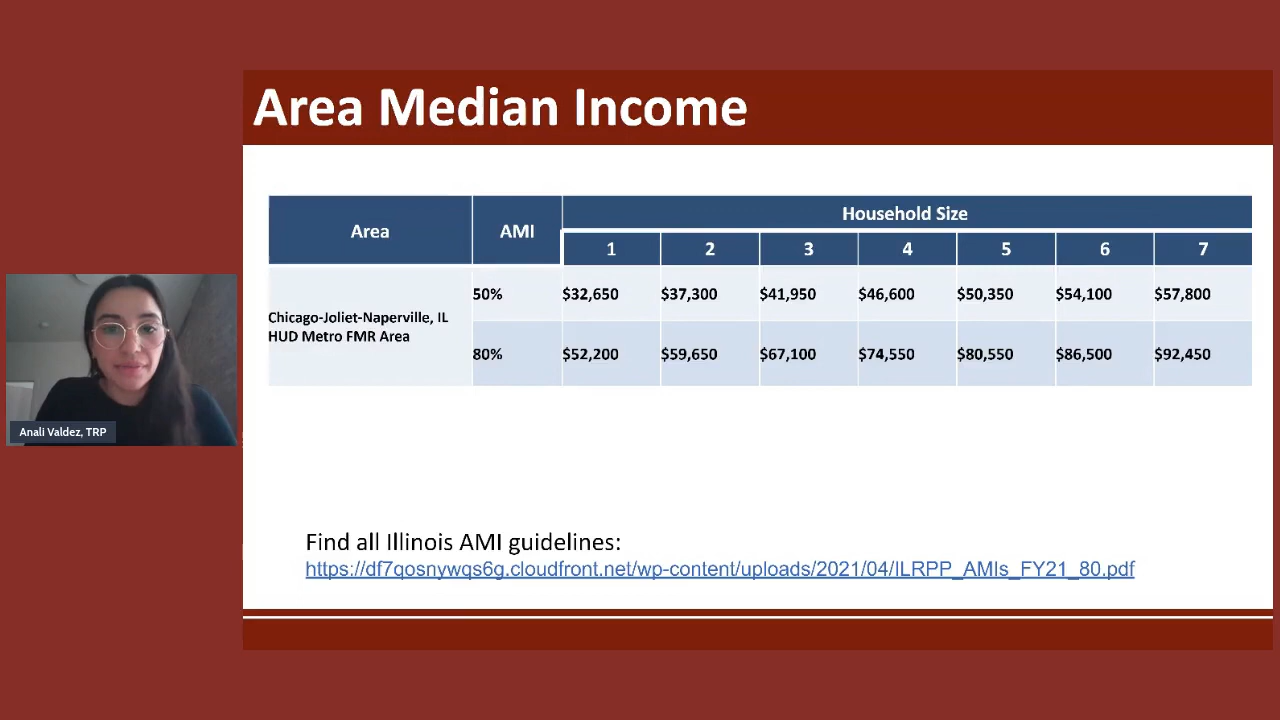 Area Median Income
Area AMI Household Size
1 2 3 4 5 6 7
Chicago-Joliet-Naperville, IL
HUD Metro FMR Area
50% $32,650 $37,300 $41,950 $46,600 $50,350 $54,100 $57,800
80% $52,200 $59,650 $67,100 $74,550 $80,550 $86,500 $92,450
Anali Valdez, TRP
Find all Illinois AMI guidelines:
https://df7qosnywqs6g.cloudfront.net/wp-content/uploads/2021/04/ILRPP_AMIs_FY21_80.pdf